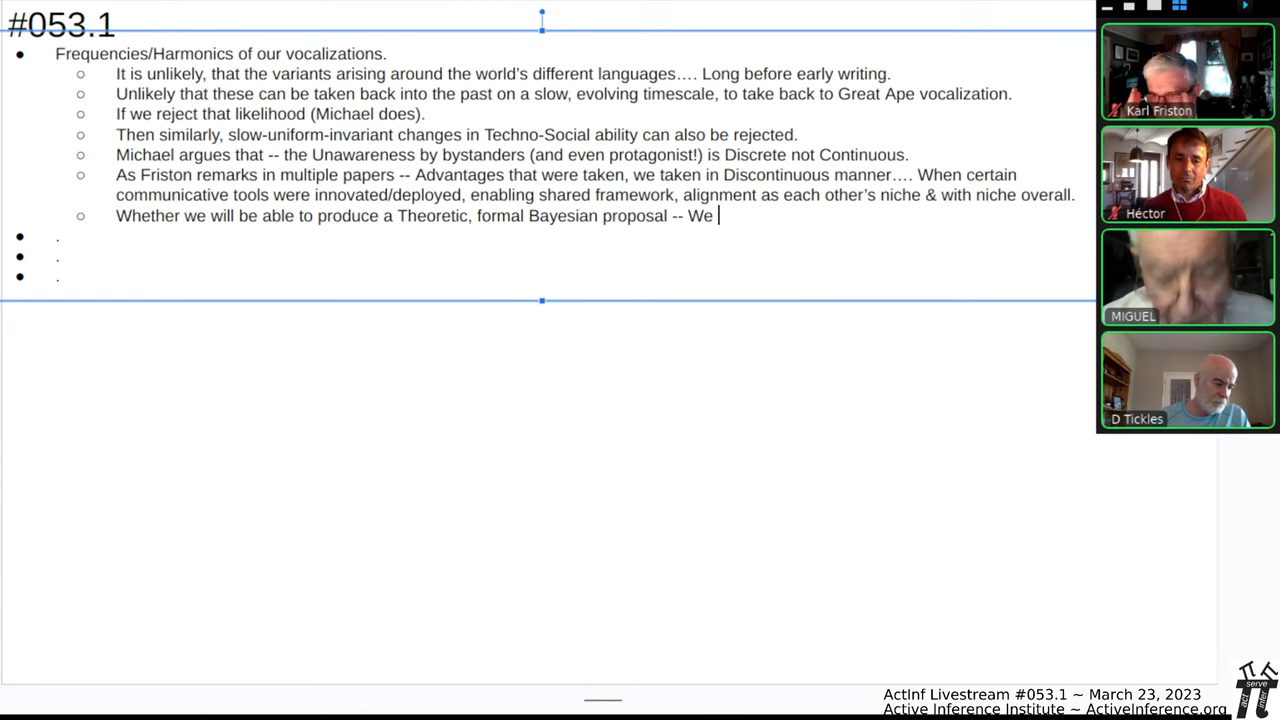 #053.1
● Frequencies/Harmonics of our vocalizations.
○ It is unlikely, that the variants arising around the world’s different languages…. Long before early writing.
○ Unlikely that these can be taken back into the past on a slow, evolving timescale, to take back to Great Ape vocalization.
○ If we reject that likelihood (Michael does).
○ Then similarly, slow-uniform-invariant changes in Techno-Social ability can also be rejected.
○ Michael argues that -- the Unawareness by bystanders (and even protagonist!) is Discrete not Continuous.
○ As Friston remarks in multiple papers -- Advantages that were taken, we taken in Discontinuous manner…. When certain
communicative tools were innovated/deployed, enabling shared framework, alignment as each other’s niche & with niche overall.
○ Whether we will be able to produce a Theoretic, formal Bayesian proposal -- We
● .
● .
● .
Karl Friston
Héctor
MIGUEL
D Tickles
ActInf Livestream #053.1 ~ March 23, 2023
Active Inference Institute ~ ActiveInference.org
serve
act
infer